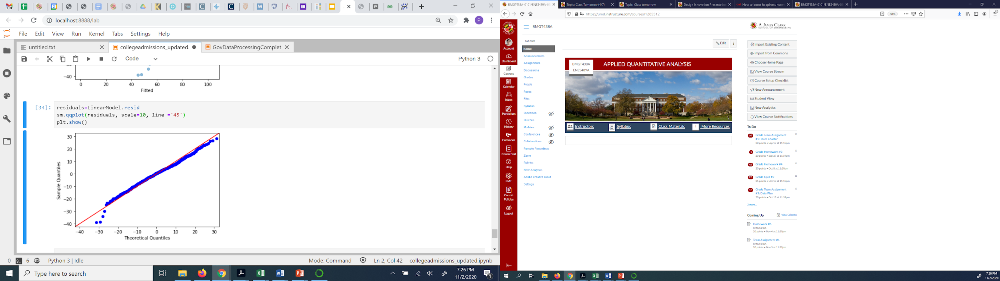 localhost:8888/lab
P
File Edit View Run Kernel Tabs Settings Help
untitled.txt
collegeadmissions_updated.
GovDataProcessingComplet
Code
Python 3
−40
0 20 40 60 80 100
Fitted
[34]:
residuals=LinearModel.resid
sm.qqplot(residuals, scale=10, line ='45')
plt.show()
30
20
10
0
−10
−20
−30
−40
Sample Quantiles
−40 −30 −20 −10 0 10 20 30
Theoretical Quantiles
0 6 Python 3 | Idle
Mode: Command
Ln 2, Col 42 collegeadmissions_updated.ipynb
Type here to search
7:26 PM
11/2/2020
1
BMGT438A-0101/ENES489A-01
Topic: Class Tomorrow (4/7)
Topic: Class tomorrow
Design Innovation Presentation
How to boost happiness horm
BMGT438A-0101/ENES489A-01
https://umd.instructure.com/courses/1285512
80%
Account
Dashboard
Courses
Calendar
Inbox
Portfolium
History
Commons
CourseEval
Help
EMT
Course
Policies
Logout
BMGT438A
A. JAMES CLARK
SCHOOL OF ENGINEERING
Fall 2020
Home
Announcements
Assignments
Discussions
Grades
People
Pages
Files
Syllabus
Outcomes
Quizzes
Modules
Conferences
Collaborations
Panopto Recordings
Zoom
Rubrics
New Analytics
Adobe Creative Cloud
Settings
Edit
BMGT438A
ENES489A
APPLIED QUANTITATIVE ANALYSIS
Instructors
Syllabus
Class Materials
More Resources
Import Existing Content
Import from Commons
Choose Home Page
View Course Stream
Course Setup Checklist
New Announcement
Student View
New Analytics
View Course Notifications
To Do
10 Grade Team Assignment
#1: Team Charter
20 points • Sep 17 at 11:59pm
1 Grade Homework #3
20 points • Sep 27 at 11:59pm
46 Grade Homework #4
20 points • Oct 8 at 11:59pm
27 Grade Quiz #2
25 points • Oct 13 at 11:59pm
47 Grade Team Assignment
#3: Data Plan
20 points • Oct 15 at 11:59pm
2 more...
Coming Up
View Calendar
Homework #6
BMGT438A
20 points • Nov 4 at 11:59pm
Team Assignment #4
BMGT438A
20 points • Nov 5 at 11:59pm
7:26 PM
11/2/2020